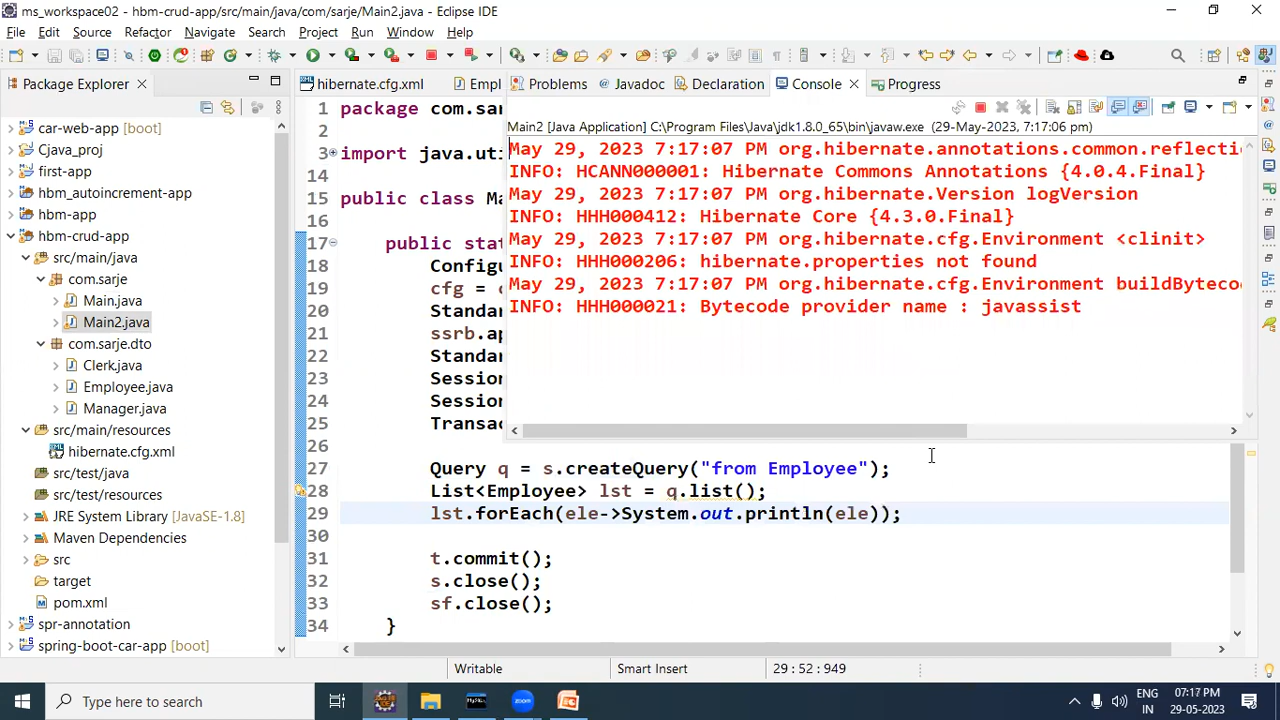 ms_workspace02 - hbm-crud-app/src/main/java/com/sarje/Main2.java - Eclipse IDE
File Edit Source Refactor Navigate Search Project Run Window Help
Package Explorer
car-web-app [boot]
Cjava_proj
first-app
hbm_autoincrement-app
hbm-app
hbm-crud-app
src/main/java
com.sarje
Main.java
Main2.java
com.sarje.dto
Clerk.java
Employee.java
Manager.java
src/main/resources
hibernate.cfg.xml
src/test/java
src/test/resources
JRE System Library [JavaSE-1.8]
Maven Dependencies
src
target
pom.xml
spr-annotation
spring-boot-car-app [boot]
hibernate.cfg.xml Empl
Problems Javadoc Declaration Console Progress
Main2 [Java Application] C:\Program Files\Java\jdk1.8.0_65\bin\javaw.exe (29-May-2023, 7:17:06 pm)
May 29, 2023 7:17:07 PM org.hibernate.annotations.common.reflecti
INFO: HCANN000001: Hibernate Commons Annotations {4.0.4.Final}
May 29, 2023 7:17:07 PM org.hibernate.Version logVersion
INFO: HHH000412: Hibernate Core {4.3.0.Final}
May 29, 2023 7:17:07 PM org.hibernate.cfg.Environment <clinit>
INFO: HHH000206: hibernate.properties not found
May 29, 2023 7:17:07 PM org.hibernate.cfg.Environment buildByteco
INFO: HHH000021: Bytecode provider name : javassist
1 package com.sar
2
3 import java.uti
14
15 public class Ma
16
17 public stat
18 Configu
19 cfg = c
20 Standar
21 ssrb.ap
22 Standar
23 Session
24 Session
25 Transac
26
27 Query q = s.createQuery("from Employee");
28 List<Employee> lst = q.list();
29 lst.forEach(ele->System.out.println(ele));
30
31 t.commit();
32 s.close();
33 sf.close();
34 }
Writable Smart Insert 29 : 52 : 949
Type here to search
zoom
ENG
IN
07:17 PM
29-05-2023